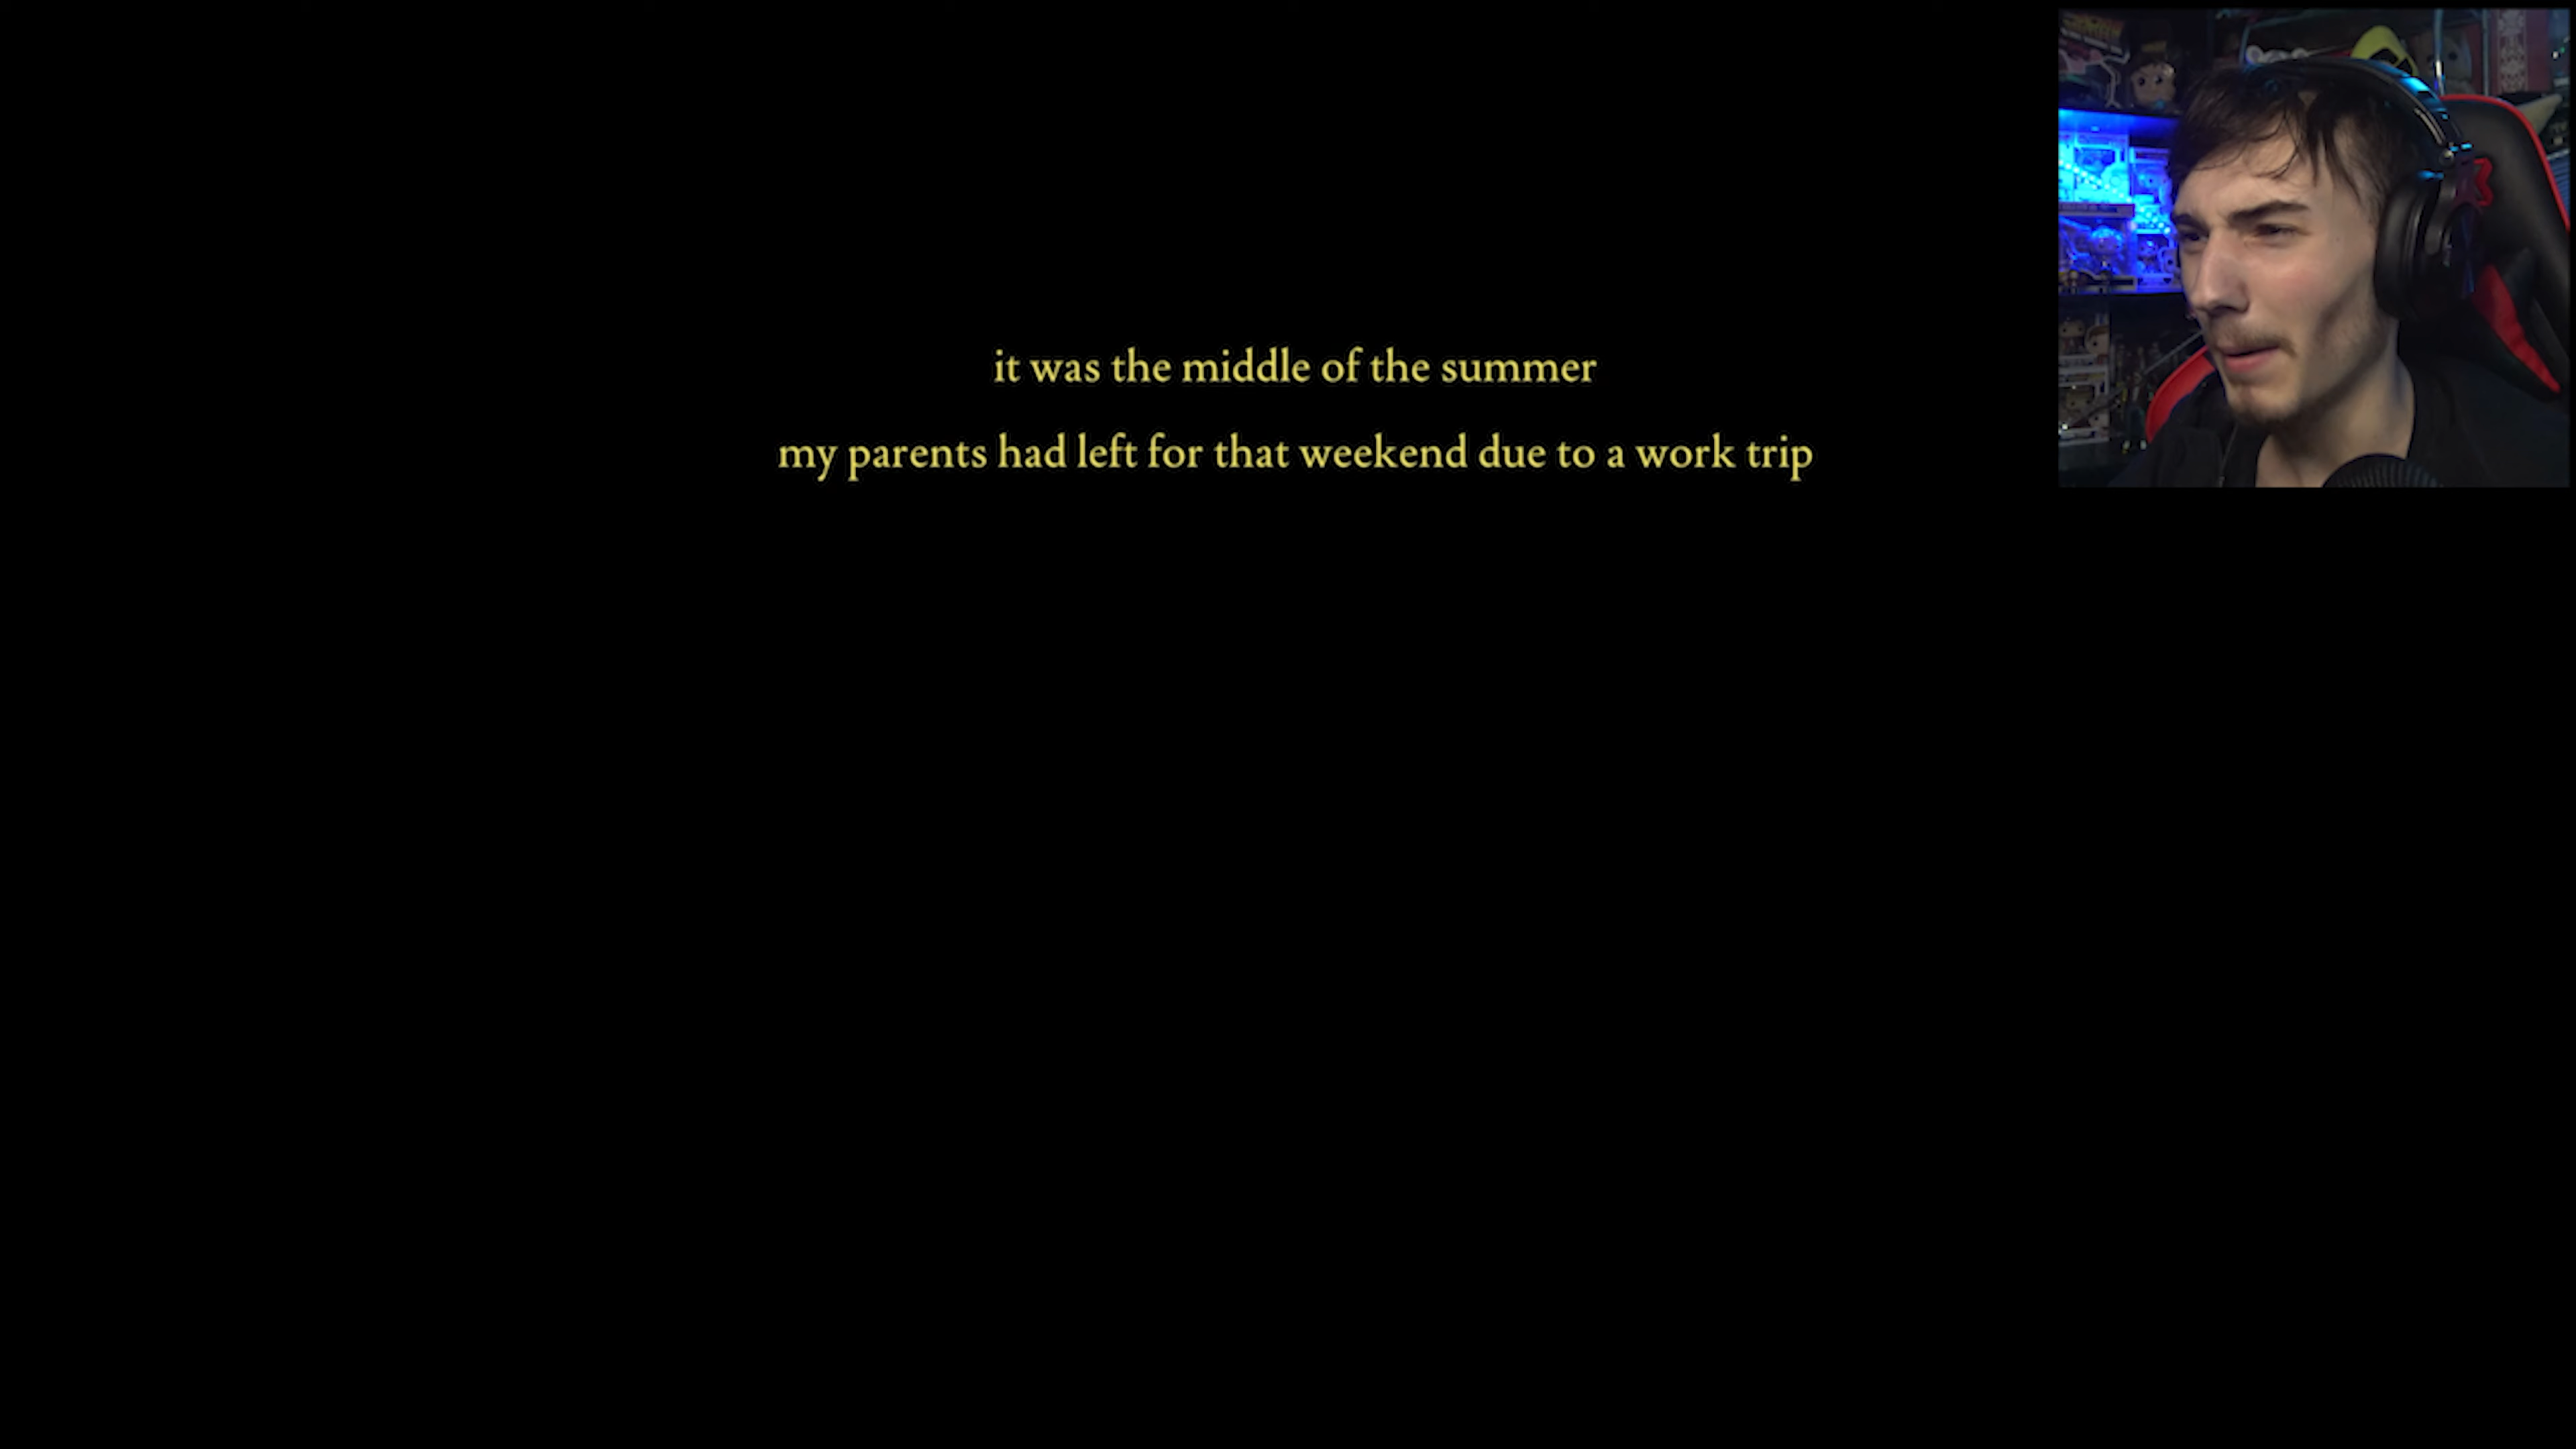 it was the middle of the summer
my parents had left for that weekend due to a work trip